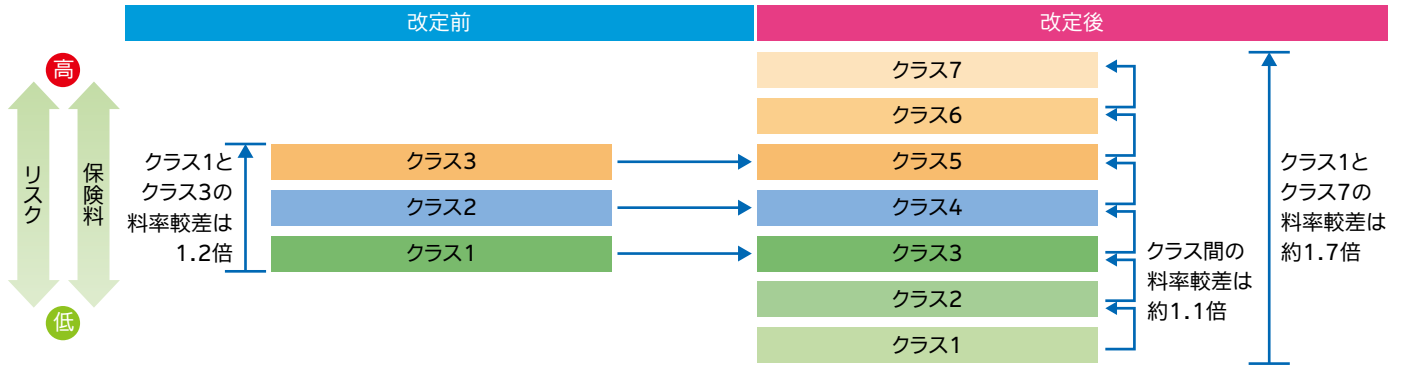 改定前
改定後
高
低
リスク
保険料
クラス1と
クラス3の
料率較差は
1.2倍
クラス3
クラス2
クラス1
クラス7
クラス6
クラス5
クラス4
クラス3
クラス2
クラス1
クラス間の
料率較差は
約1.1倍
クラス1と
クラス7の
料率較差は
約1.7倍